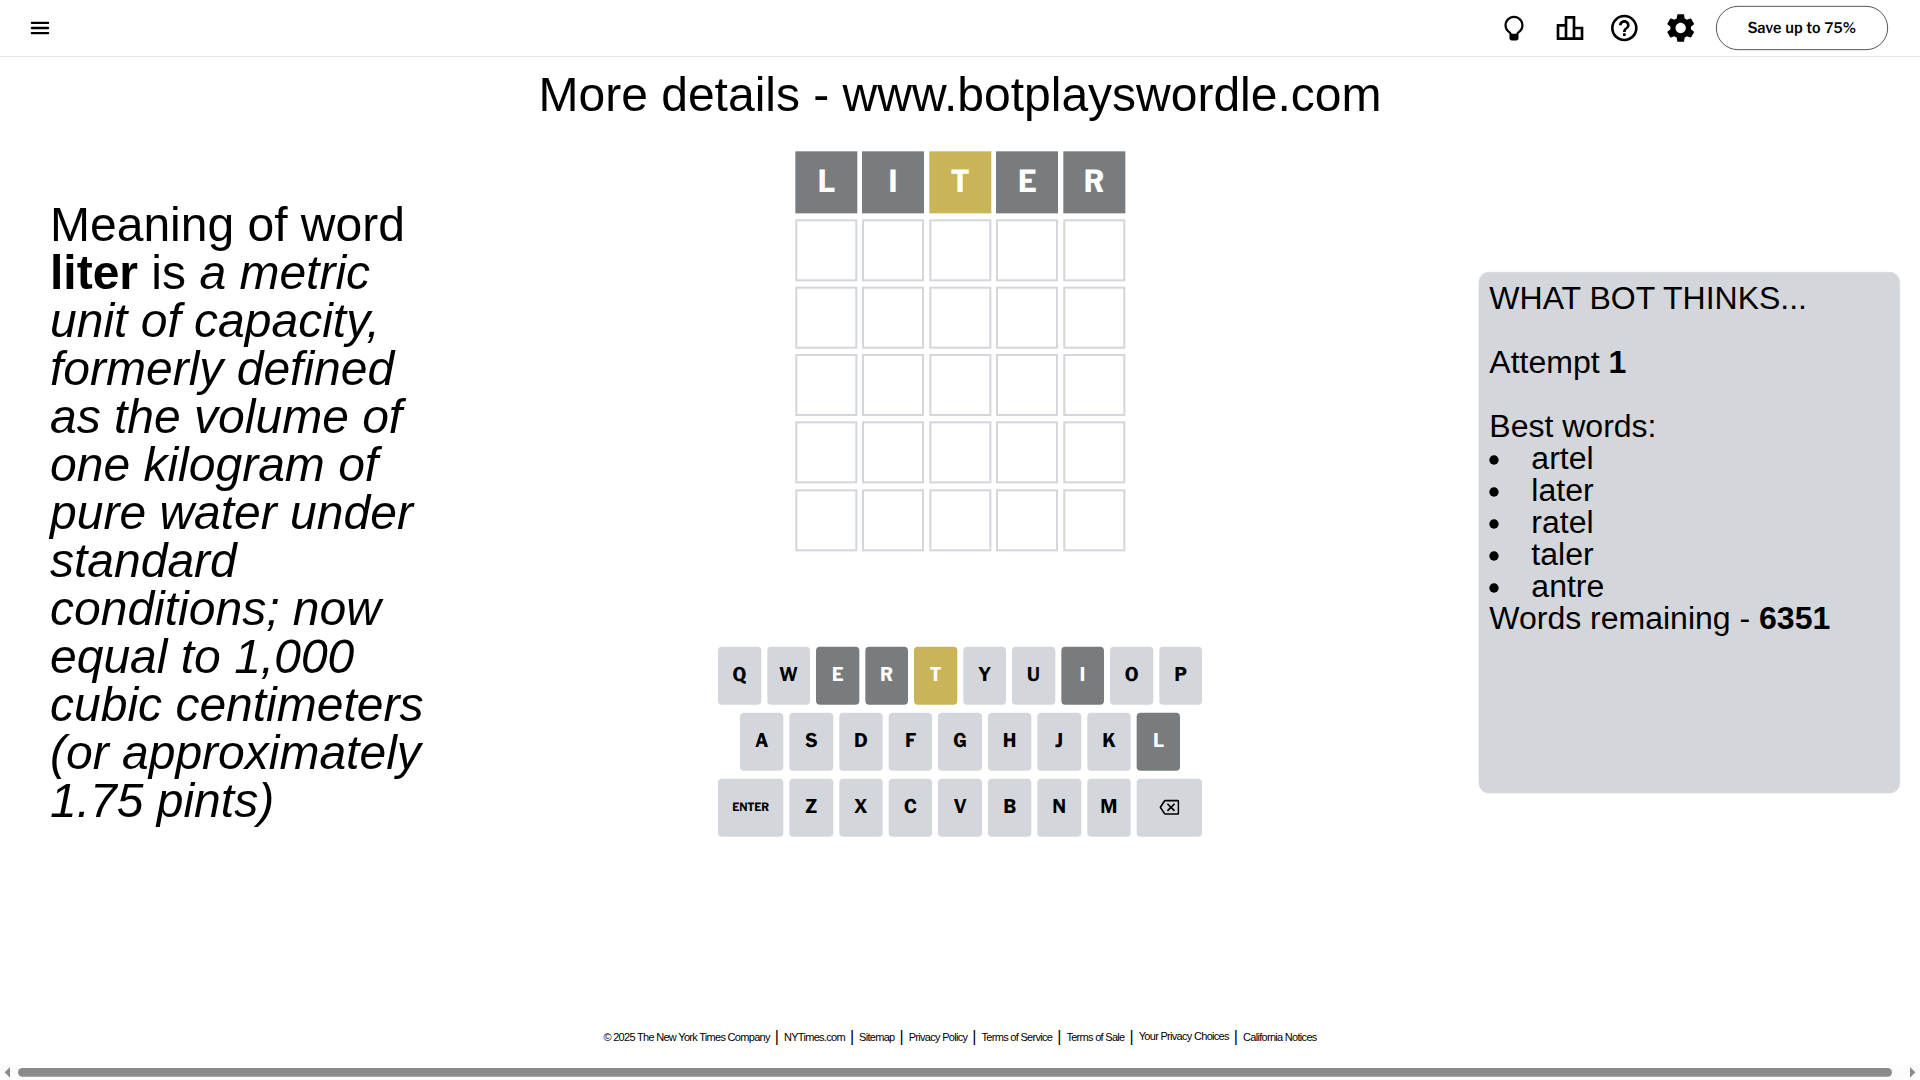 Save up to 75%
More details - www.botplayswordle.com
LITER
Meaning of word
liter is a metric
unit of capacity,
formerly defined
as the volume of
one kilogram of
pure water under
standard
conditions; now
equal to 1,000
cubic centimeters
(or approximately
1.75 pints)
WHAT BOT THINKS...
Attempt 1
Best words:
• artel
• later
• ratel
• taler
• antre
Words remaining - 6351
Q W E R T Y U I O P
A S D F G H J K L
ENTER Z X C V B N M
© 2025 The New York Times Company | NYTimes.com | Sitemap | Privacy Policy | Terms of Service | Terms of Sale | Your Privacy Choices | California Notices